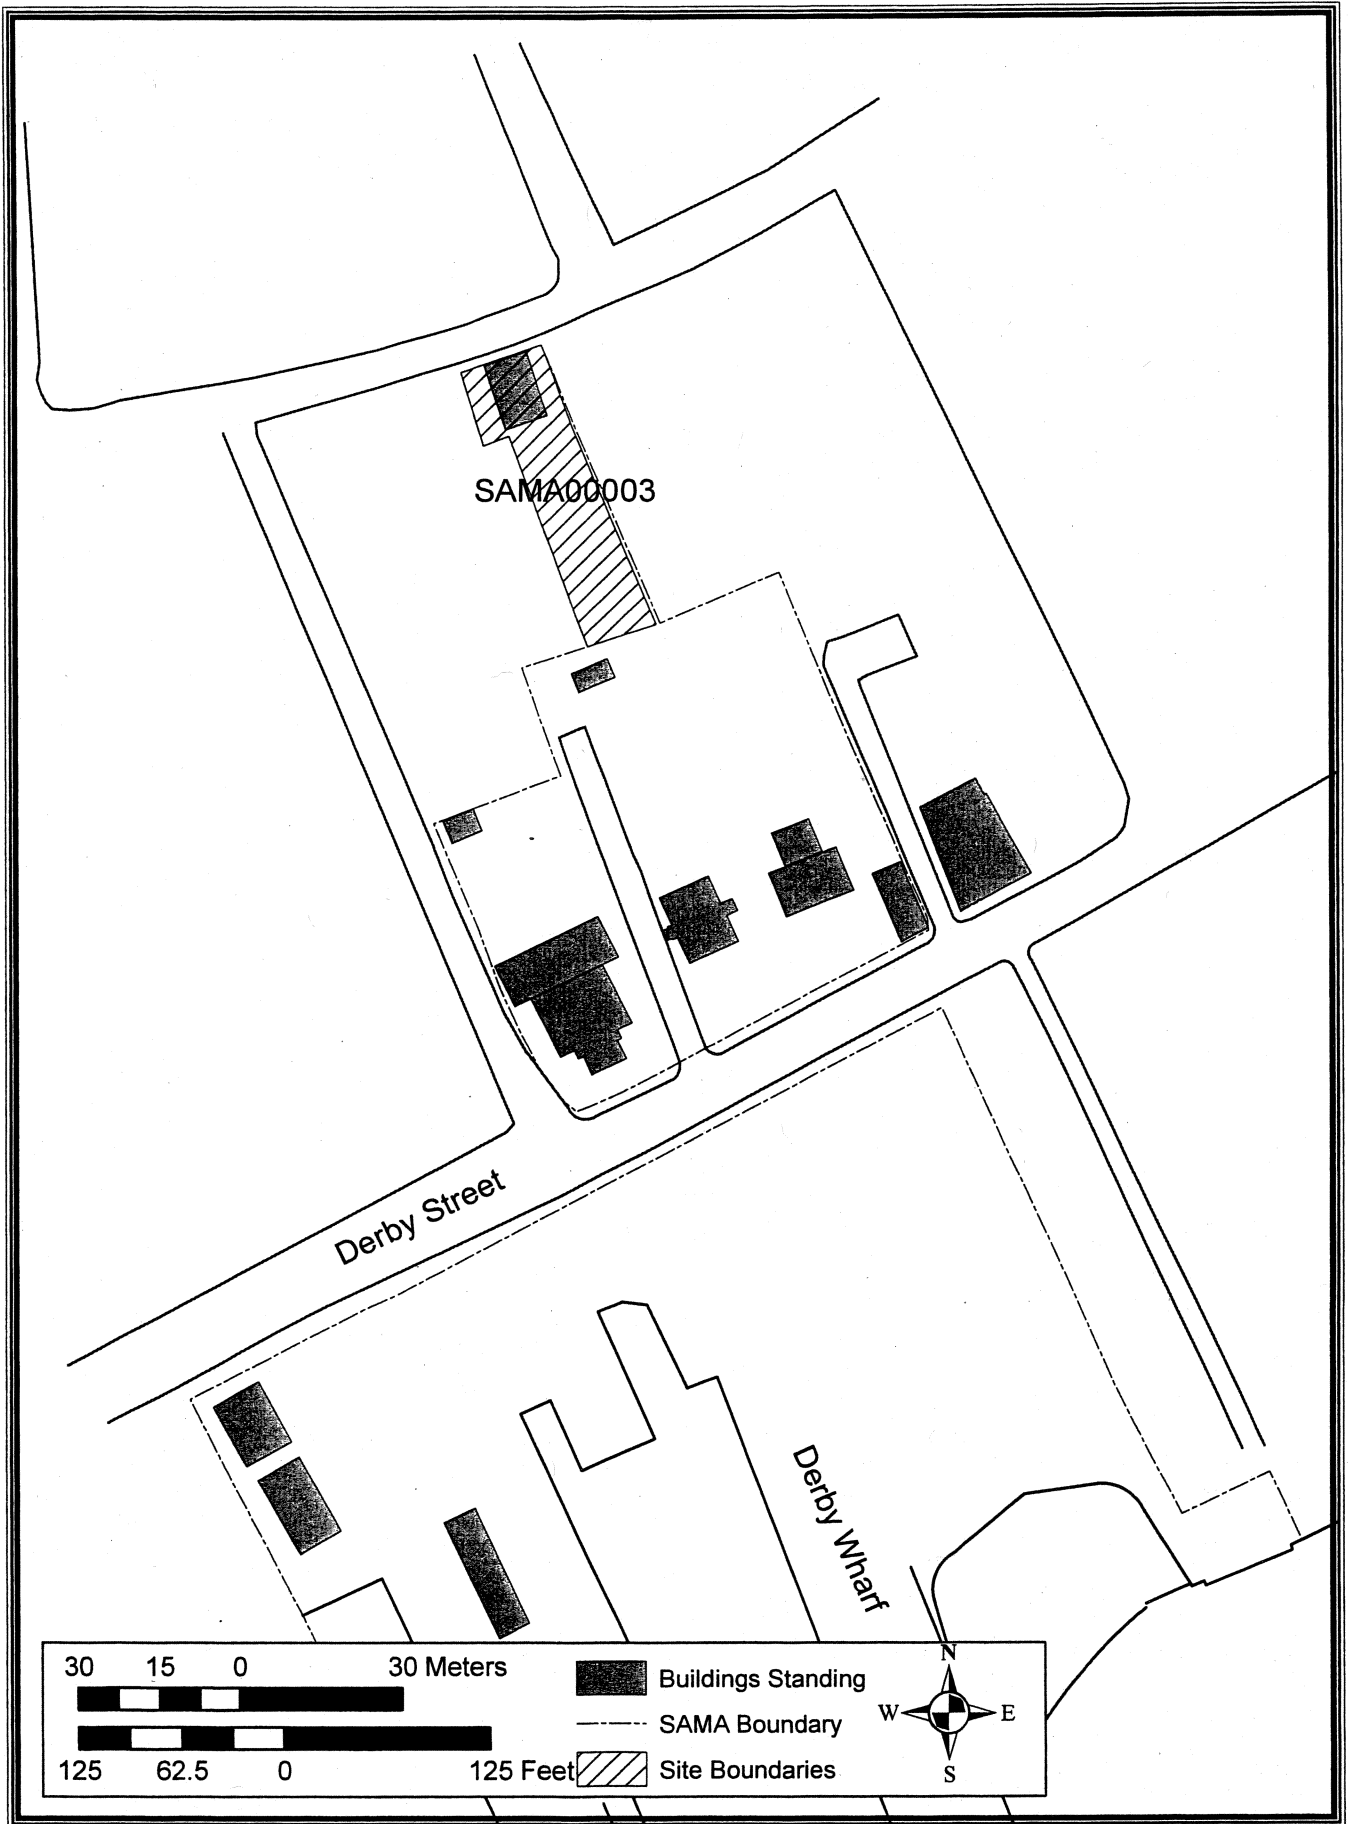 SAMA00003
Derby Street
Derby Wharf
30 15 0 30 Meters
125 62.5 0 125 Feet
Buildings Standing
SAMA Boundary
Site Boundaries
N
W E
S